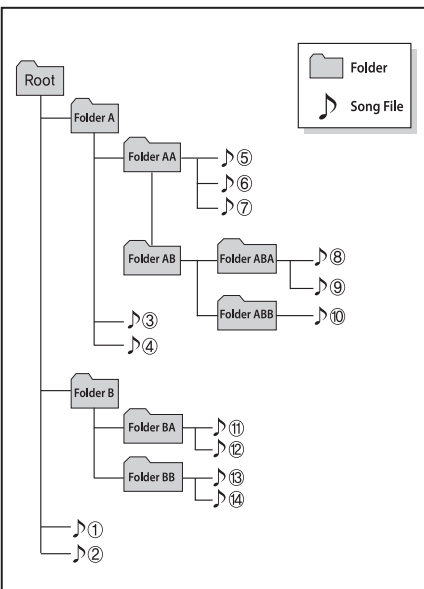 Root
Folder
Song File
Folder A
Folder AA
⑤
⑥
⑦
Folder AB
Folder ABA
⑧
⑨
Folder ABB
⑩
③
④
Folder B
Folder BA
⑪
⑫
Folder BB
⑬
⑭
①
②